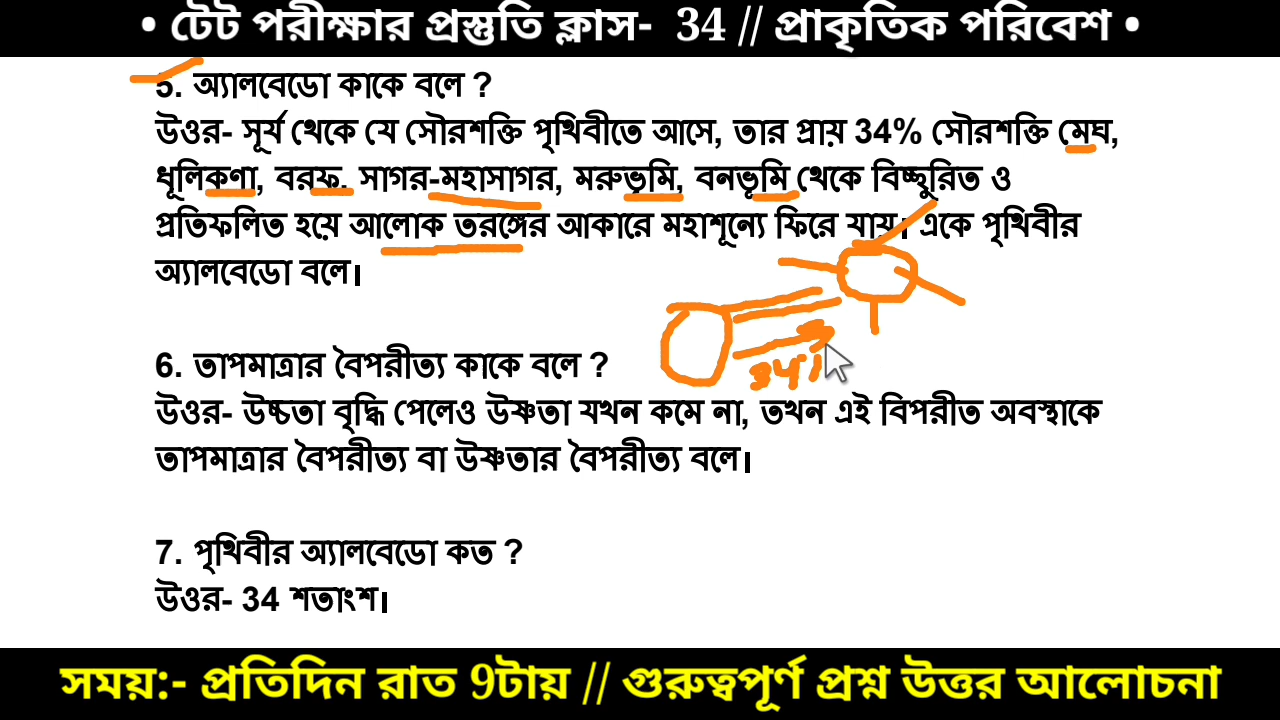 • টেট পরীক্ষার প্রস্তুতি ক্লাস- 34 // প্রাকৃতিক পরিবেশ •
5. অ্যালবেডো কাকে বলে ?
উওর- সূর্য থেকে যে সৌরশক্তি পৃথিবীতে আসে, তার প্রায় 34% সৌরশক্তি মেঘ,
ধূলিকণা, বরফ, সাগর-মহাসাগর, মরুভূমি, বনভূমি থেকে বিচ্ছুরিত ও
প্রতিফলিত হয়ে আলোক তরঙ্গের আকারে মহাশূন্যে ফিরে যায়। একে পৃথিবীর
অ্যালবেডো বলে।
34%
6. তাপমাত্রার বৈপরীত্য কাকে বলে ?
উওর- উচ্চতা বৃদ্ধি পেলেও উষ্ণতা যখন কমে না, তখন এই বিপরীত অবস্থাকে
তাপমাত্রার বৈপরীত্য বা উষ্ণতার বৈপরীত্য বলে।
7. পৃথিবীর অ্যালবেডো কত ?
উওর- 34 শতাংশ।
সময়:- প্রতিদিন রাত 9টায় // গুরুত্বপূর্ণ প্রশ্ন উত্তর আলোচনা